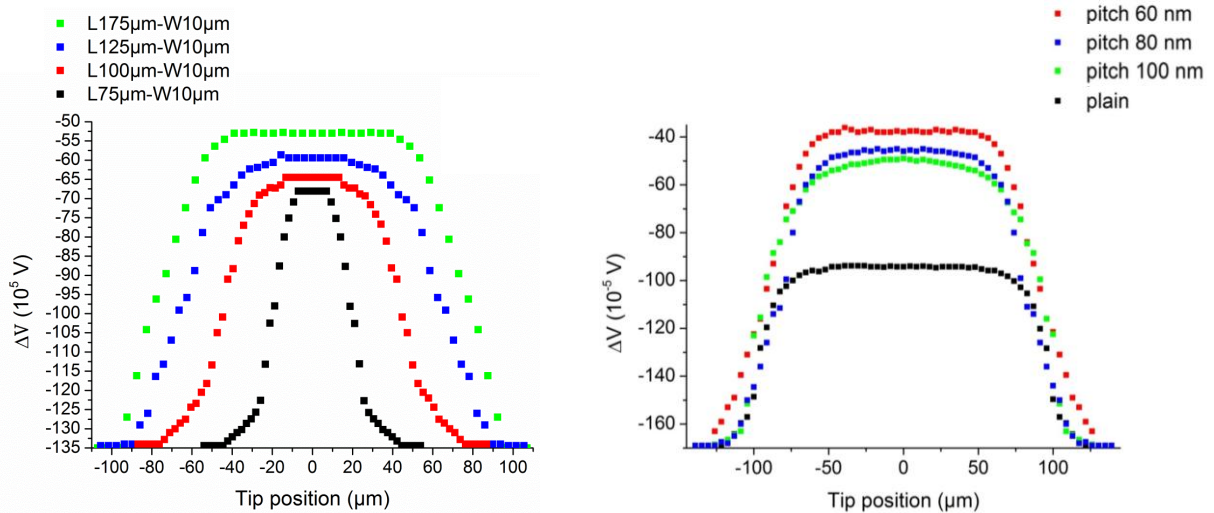 L175µm-W10µm
L125µm-W10µm
L100µm-W10µm
L75µm-W10µm
-50
-55
-60
-65
-70
-75
-80
-85
-90
-95
-100
-105
-110
-115
-120
-125
-130
-135
ΔV (10⁵ V)
-100 -80 -60 -40 -20 0 20 40 60 80 100
Tip position (µm)
pitch 60 nm
pitch 80 nm
pitch 100 nm
plain
-40
-60
-80
-100
-120
-140
-160
ΔV (10⁻⁵ V)
-100 -50 0 50 100
Tip position (µm)